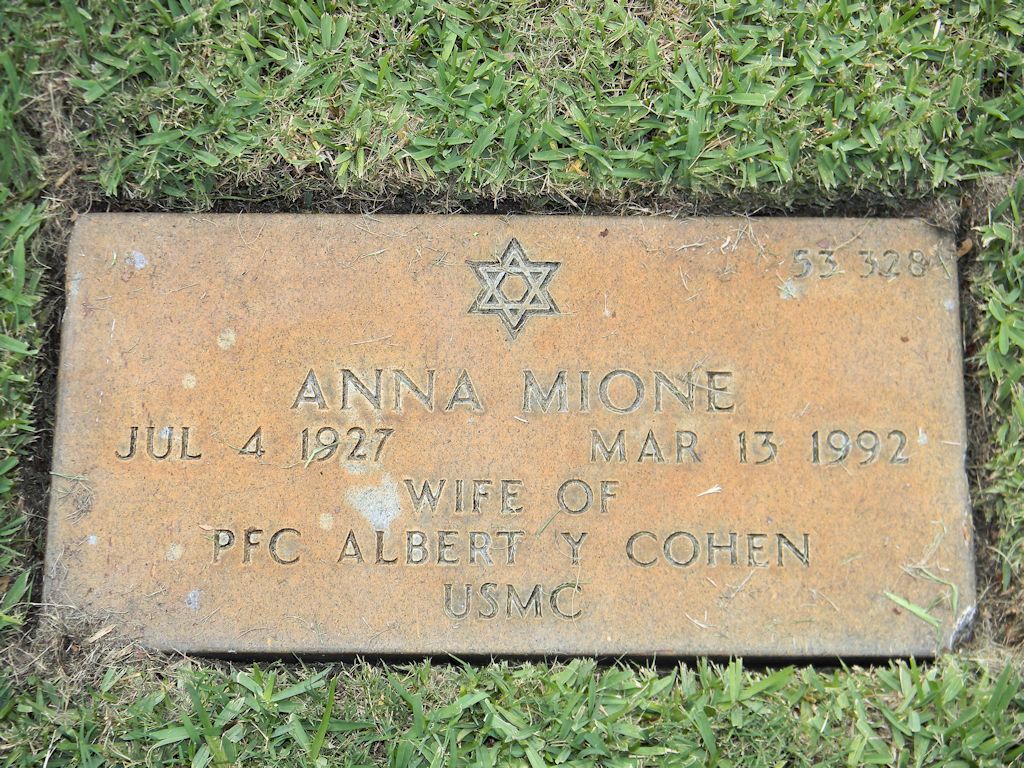 53 328
ANNA MIONE
JUL 4 1927 MAR 13 1992
WIFE OF
PFC ALBERT Y COHEN
USMC